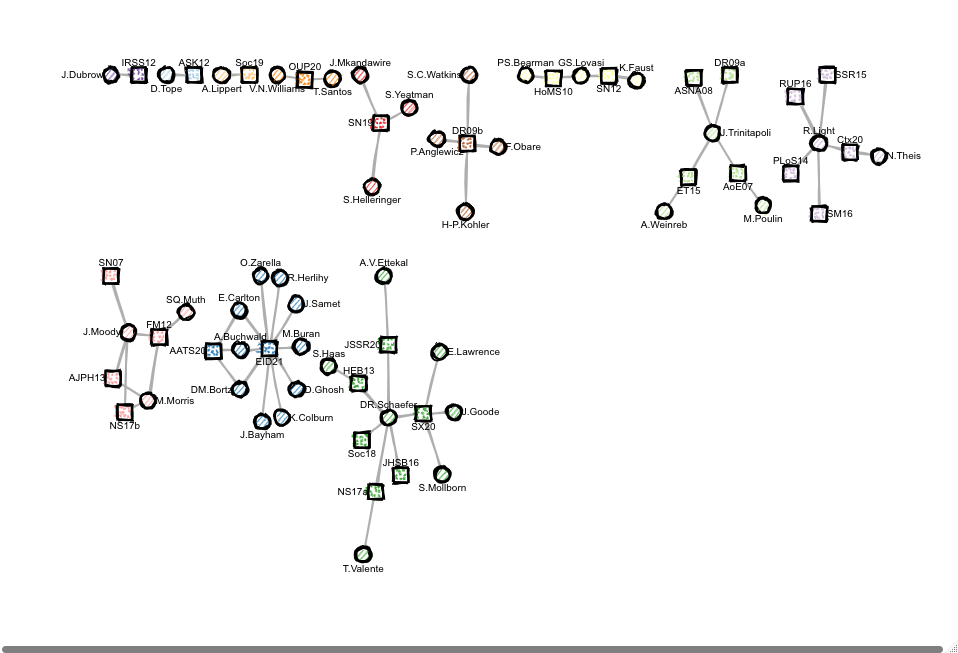 J.Dubrow
IRSS12
D.Tope
ASK12
A.Lippert
Soc19
V.N.Williams
OUP20
T.Santos
J.Mkandwire
S.Yeatman
SN19
S.Helleringer
S.C.Watkins
DR09b
P.Anglewicz
F.Obare
H-P.Kohler
PS.Bearman
HoMS10
GS.Lovasi
SN12
K.Faust
ASNA08
DR09a
J.Trinitapoli
ET15
AoE07
A.Weinreb
M.Poulin
SSR15
RUP16
R.Light
Ctx20
N.Theis
PLoS14
SM16
SN07
SQ.Muth
J.Moody
FM12
AJPH13
M.Morris
NS17b
O.Zarella
R.Herlihy
E.Carlton
J.Samet
A.Buchwald
M.Buran
AATS20
EID21
DM.Bortz
D.Ghosh
K.Colburn
J.Bayham
A.V.Ettekal
JSSR20
S.Haas
HEB13
E.Lawrence
DR.Schaefer
SX20
J.Goode
Soc18
JHSB16
S.Mollborn
NS17a
T.Valente